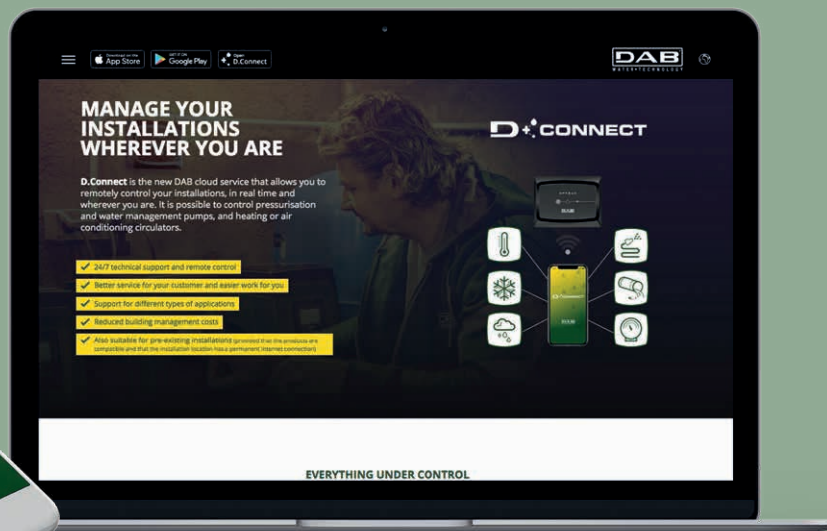 Download on the
App Store
GET IT ON
Google Play
Open
D.Connect
DAB
WATER•TECHNOLOGY
MANAGE YOUR
INSTALLATIONS
WHEREVER YOU ARE
D.Connect is the new DAB cloud service that allows you to
remotely control your installations, in real time and
wherever you are. It is possible to control pressurisation
and water management pumps, and heating or air
conditioning circulators.
24/7 technical support and remote control
Better service for your customer and easier work for you
Support for different types of applications
Reduced building management costs
Also suitable for pre-existing installations (provided that the products are
compatible and that the installation location has a permanent internet connection)
D CONNECT
DAB
D CONNECT
EVERYTHING UNDER CONTROL